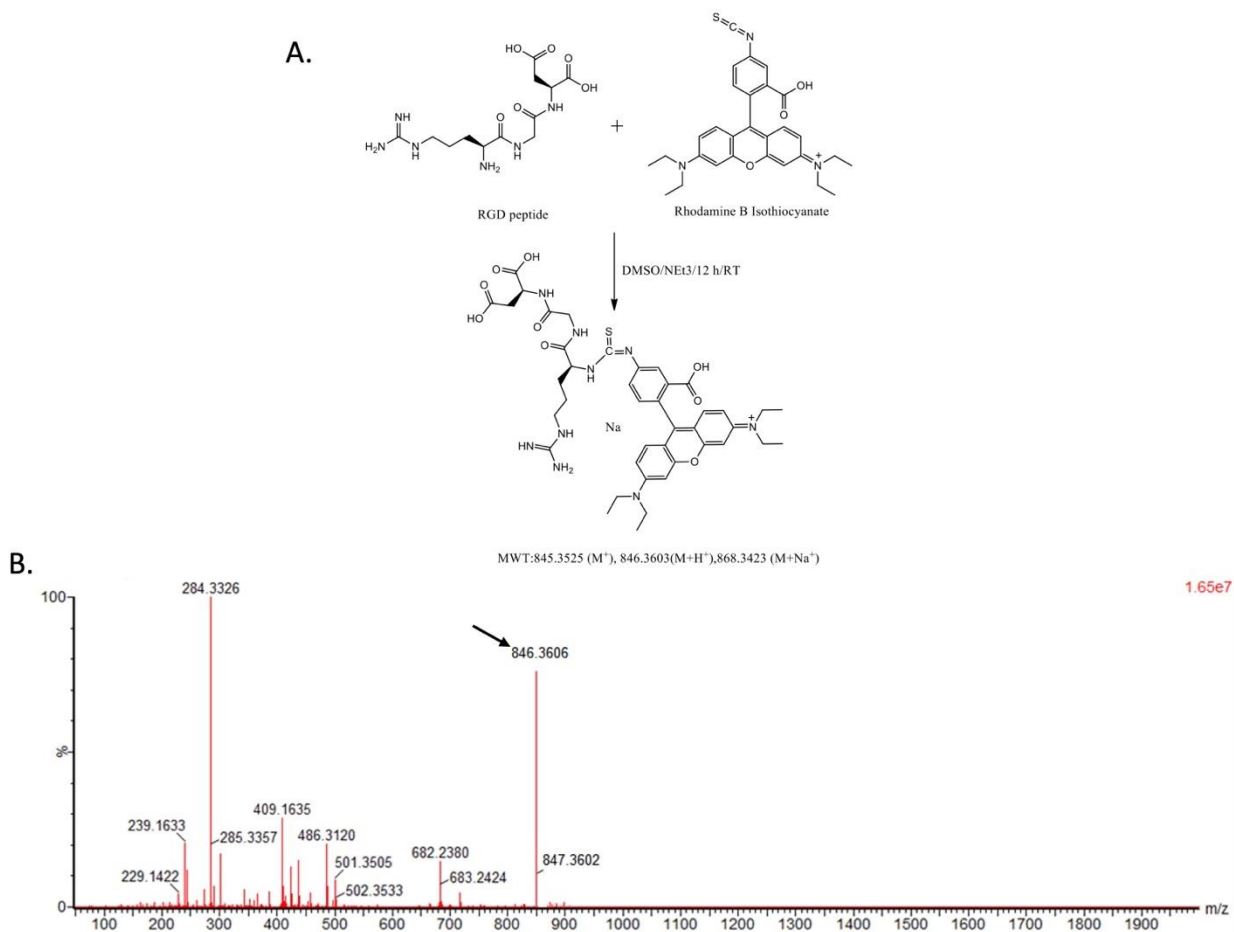 A.
HO O O OH O NH NH H2N N H NH2 O N H
+
S C N OH O N O N+
RGD peptide
Rhodamine B Isothiocyanate
DMSO/NEt3/12 h/RT
OH O O HO N H O NH O S C N N H OH O NH HN NH2 Na N+ O N
MWT:845.3525 (M+), 846.3603(M+H+),868.3423 (M+Na+)
B.
1.65e7
100
284.3326
846.3606
%
409.1635
239.1633
285.3357
486.3120
682.2380
847.3602
501.3505
683.2424
229.1422
502.3533
0
100 200 300 400 500 600 700 800 900 1000 1100 1200 1300 1400 1500 1600 1700 1800 1900 m/z